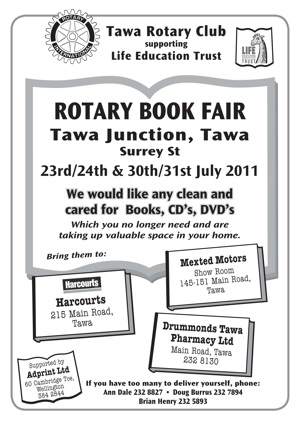 ROTARY
INTERNATIONAL
Tawa Rotary Club
supporting
Life Education Trust
LIFE
EDUCATION
TRUST
ROTARY BOOK FAIR
Tawa Junction, Tawa
Surrey St
23rd/24th & 30th/31st July 2011
We would like any clean and
cared for Books, CD's, DVD's
Which you no longer need and are
taking up valuable space in your home.
Bring them to:
Harcourts
Harcourts
215 Main Road,
Tawa
Mexted Motors
Show Room
145-151 Main Road,
Tawa
Drummonds Tawa
Pharmacy Ltd
Main Road, Tawa
232 8130
Supported by
Adprint Ltd
60 Cambridge Tce,
Wellington
384 2844
If you have too many to deliver yourself, phone:
Ann Dale 232 8827 • Doug Burrus 232 7894
Brian Henry 232 5893